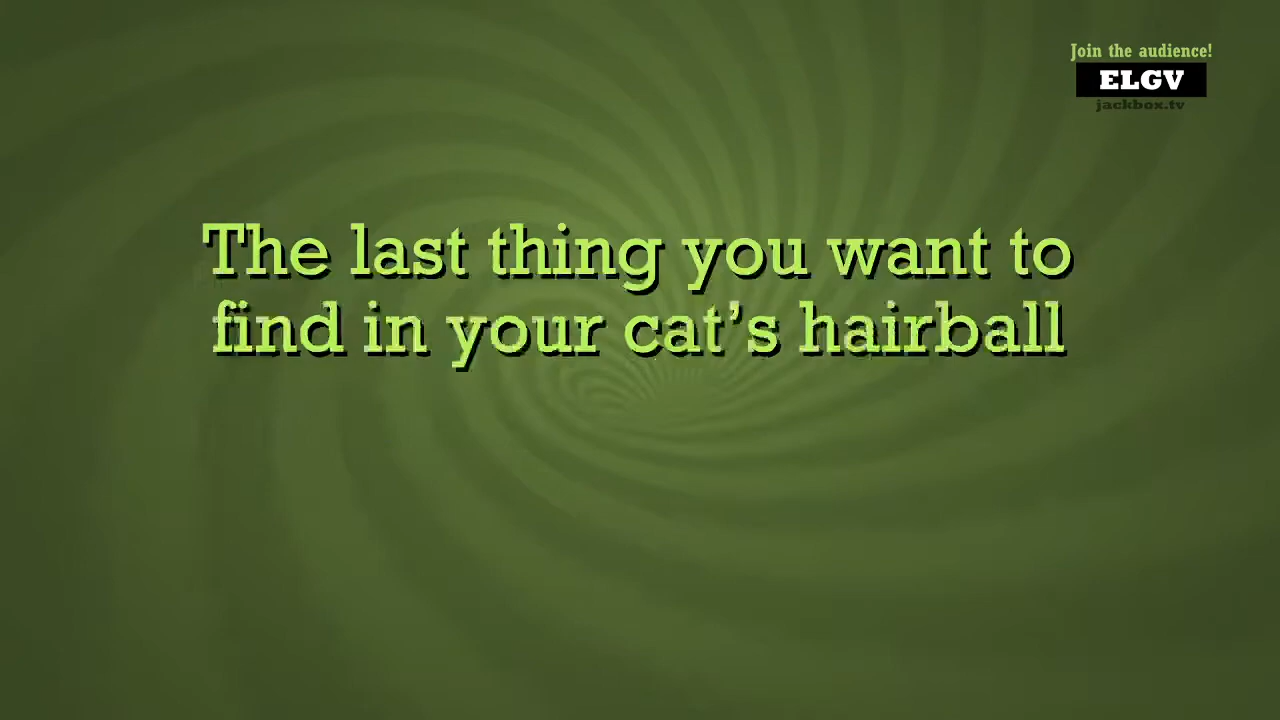 Join the audience!
ELGV
jackbox.tv
The last thing you want to
find in your cat's hairball